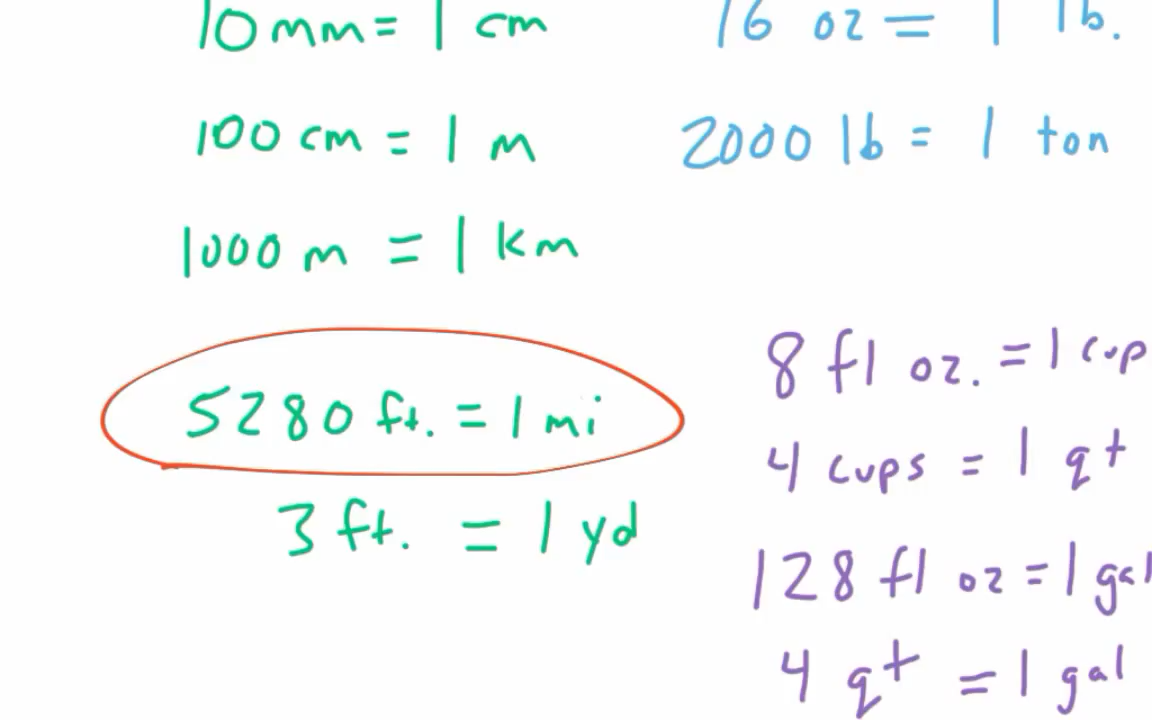 10 mm = 1 cm
100 cm = 1 m
1000 m = 1 km
5280 ft. = 1 mi
3 ft. = 1 yd
16 oz = 1 lb.
2000 lb = 1 ton
8 fl oz. = 1 cup
4 cups = 1 qt
128 fl oz = 1 gal
4 qt = 1 gal